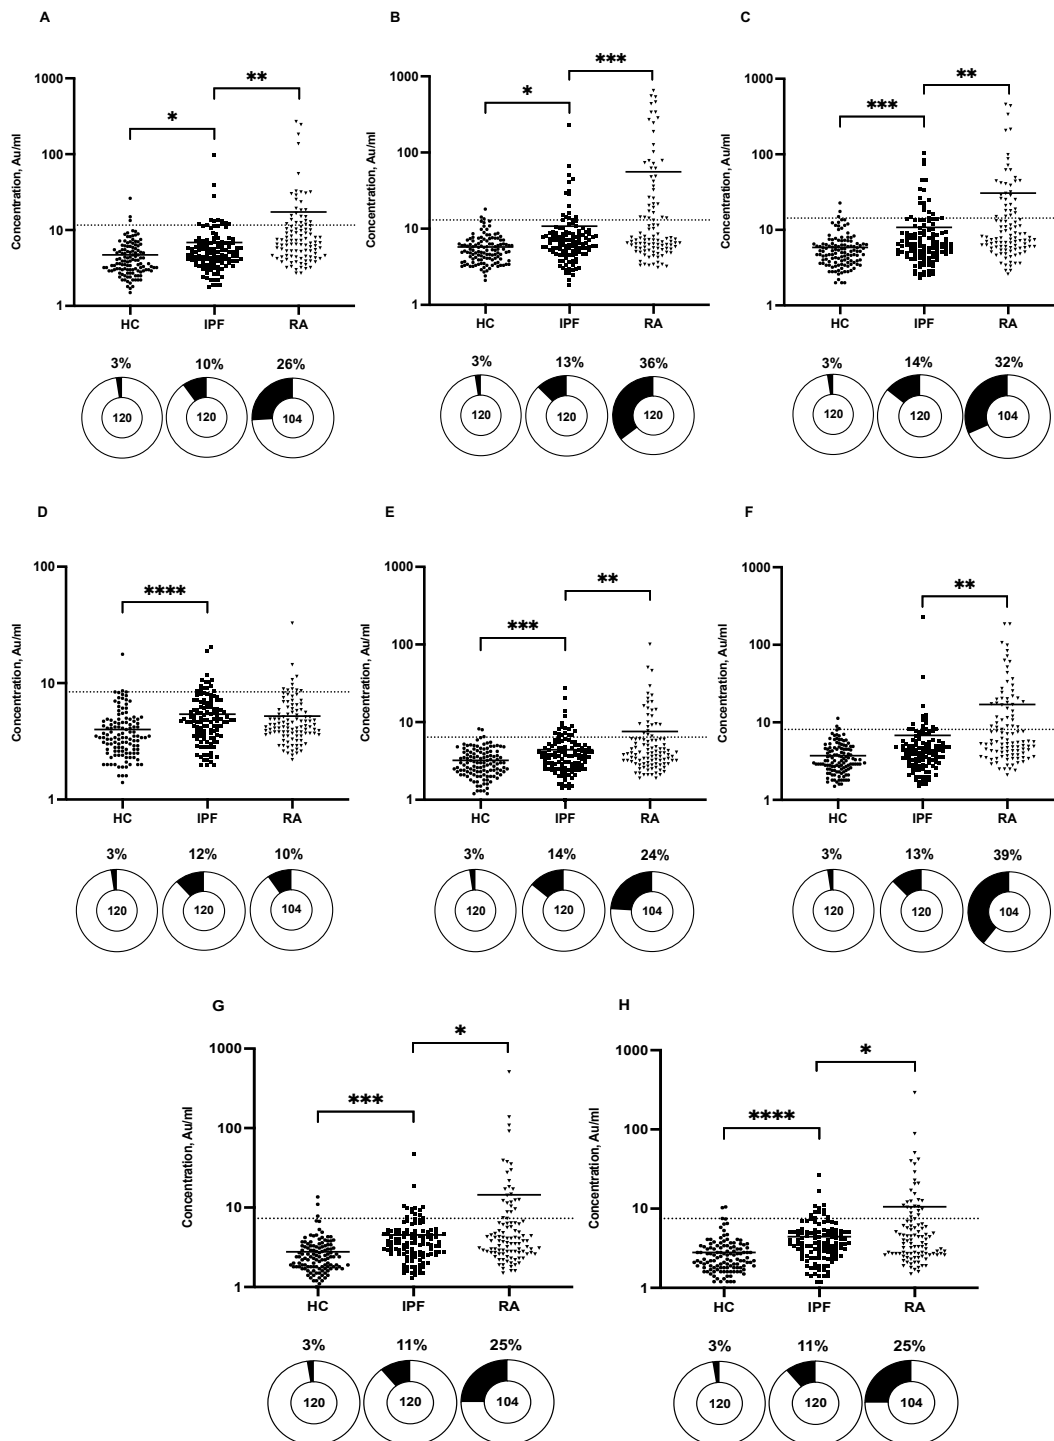 A
B
C
** 
*
Concentration, Au/ml
1000
100
10
1
HC IPF RA
***
*
Concentration, Au/ml
1000
100
10
1
HC IPF RA
**
***
Concentration, Au/ml
1000
100
10
1
HC IPF RA
3% 10% 26%
120 120 104
3% 13% 36%
120 120 120
3% 14% 32%
120 120 104
D
E
F
****
Concentration, Au/ml
100
10
1
HC IPF RA
**
***
Concentration, Au/ml
1000
100
10
1
HC IPF RA
**
Concentration, Au/ml
1000
100
10
1
HC IPF RA
3% 12% 10%
120 120 104
3% 14% 24%
120 120 104
3% 13% 39%
120 120 104
G
H
*
***
Concentration, Au/ml
1000
100
10
1
HC IPF RA
*
****
Concentration, Au/ml
1000
100
10
1
HC IPF RA
3% 11% 25%
120 120 104
3% 11% 25%
120 120 104